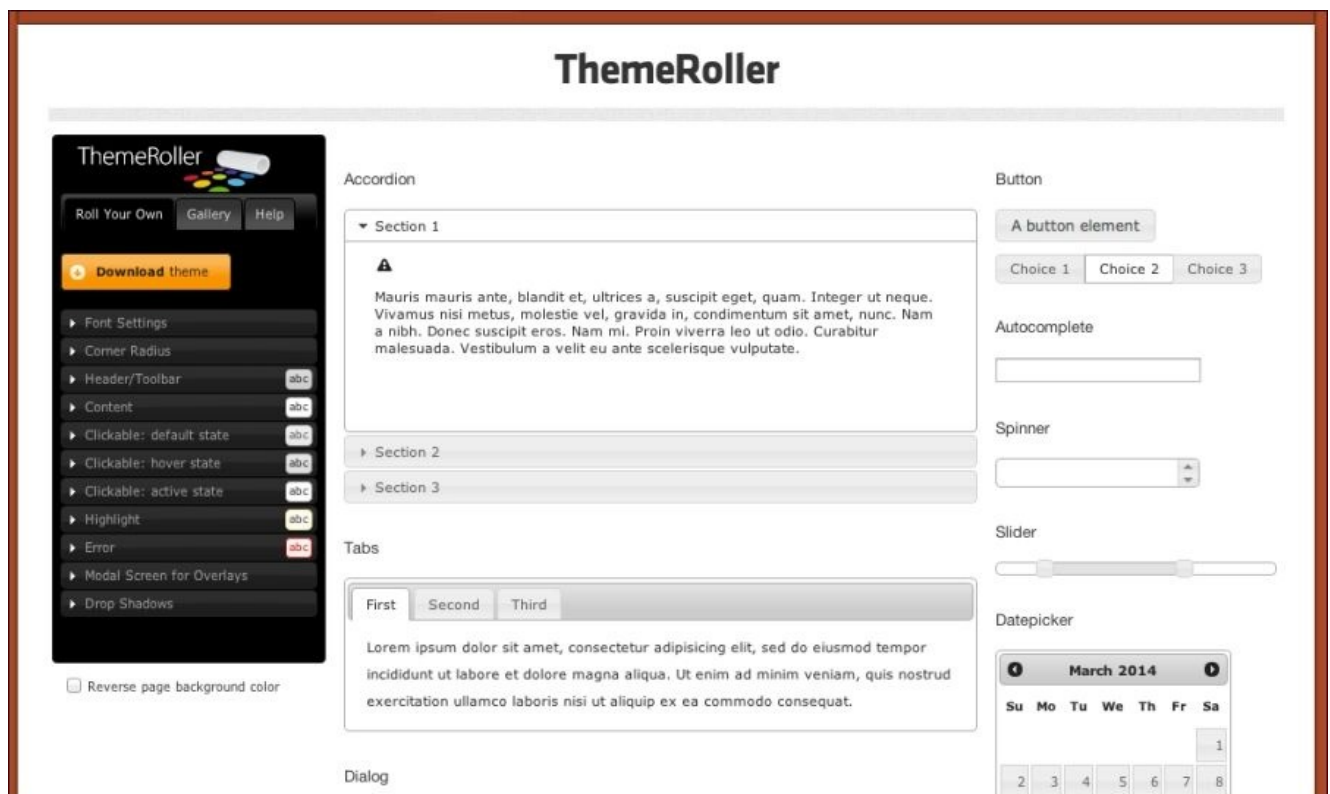 ThemeRoller
ThemeRoller
Roll Your Own
Gallery
Help
Download theme
Font Settings
Corner Radius
Header/Toolbar abc
Content abc
Clickable: default state abc
Clickable: hover state abc
Clickable: active state abc
Highlight abc
Error abc
Modal Screen for Overlays
Drop Shadows
Reverse page background color
Accordion
Section 1
Mauris mauris ante, blandit et, ultrices a, suscipit eget, quam. Integer ut neque.
Vivamus nisi metus, molestie vel, gravida in, condimentum sit amet, nunc. Nam
a nibh. Donec suscipit eros. Nam mi. Proin viverra leo ut odio. Curabitur
malesuada. Vestibulum a velit eu ante scelerisque vulputate.
Section 2
Section 3
Tabs
First Second Third
Lorem ipsum dolor sit amet, consectetur adipisicing elit, sed do eiusmod tempor
incididunt ut labore et dolore magna aliqua. Ut enim ad minim veniam, quis nostrud
exercitation ullamco laboris nisi ut aliquip ex ea commodo consequat.
Dialog
Button
A button element
Choice 1 Choice 2 Choice 3
Autocomplete
Spinner
Slider
Datepicker
March 2014
Su Mo Tu We Th Fr Sa
1
2 3 4 5 6 7 8